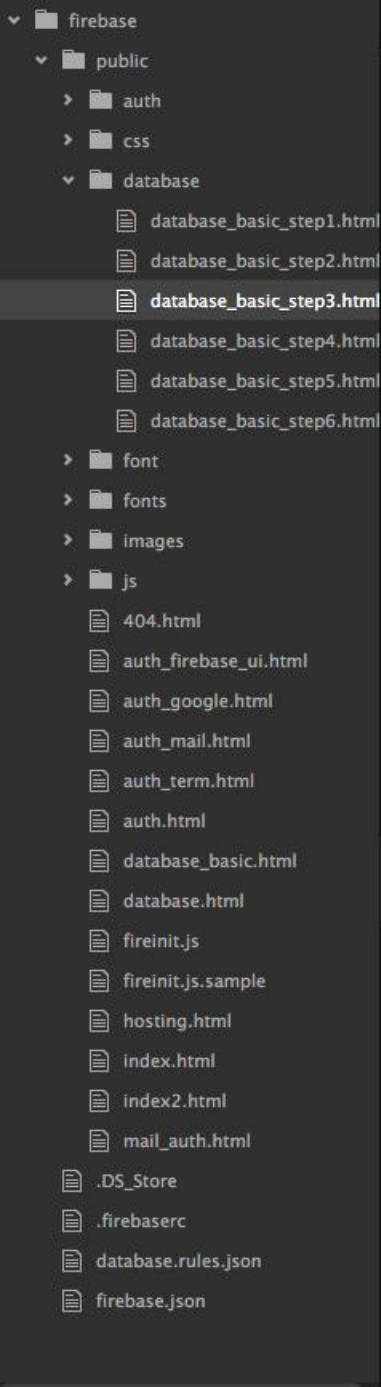 firebase
public
auth
css
database
database_basic_step1.html
database_basic_step2.html
database_basic_step3.html
database_basic_step4.html
database_basic_step5.html
database_basic_step6.html
font
fonts
images
js
404.html
auth_firebase_ui.html
auth_google.html
auth_mail.html
auth_term.html
auth.html
database_basic.html
database.html
fireinit.js
fireinit.js.sample
hosting.html
index.html
index2.html
mail_auth.html
.DS_Store
.firebaserc
database.rules.json
firebase.json